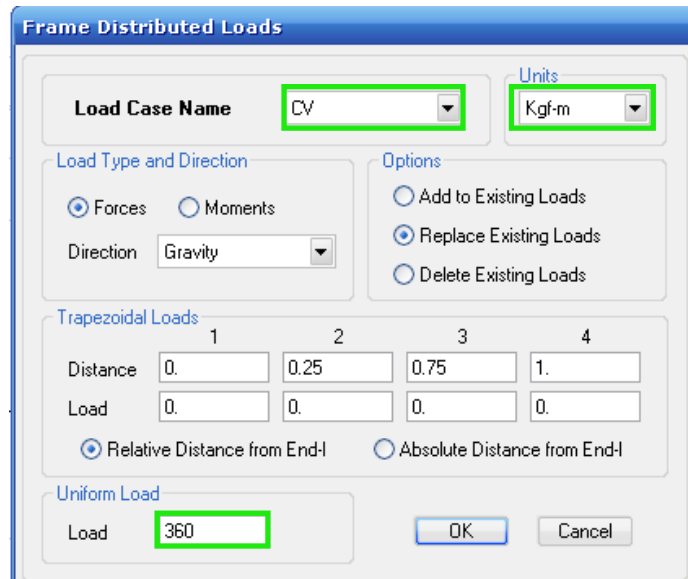 Frame Distributed Loads
Units
Load Case Name CV Kgf-m
Load Type and Direction
Forces Moments
Direction Gravity
Options
Add to Existing Loads
Replace Existing Loads
Delete Existing Loads
Trapezoidal Loads
1 2 3 4
Distance 0. 0.25 0.75 1.
Load 0. 0. 0. 0.
Relative Distance from End-I Absolute Distance from End-I
Uniform Load
Load 360 OK Cancel